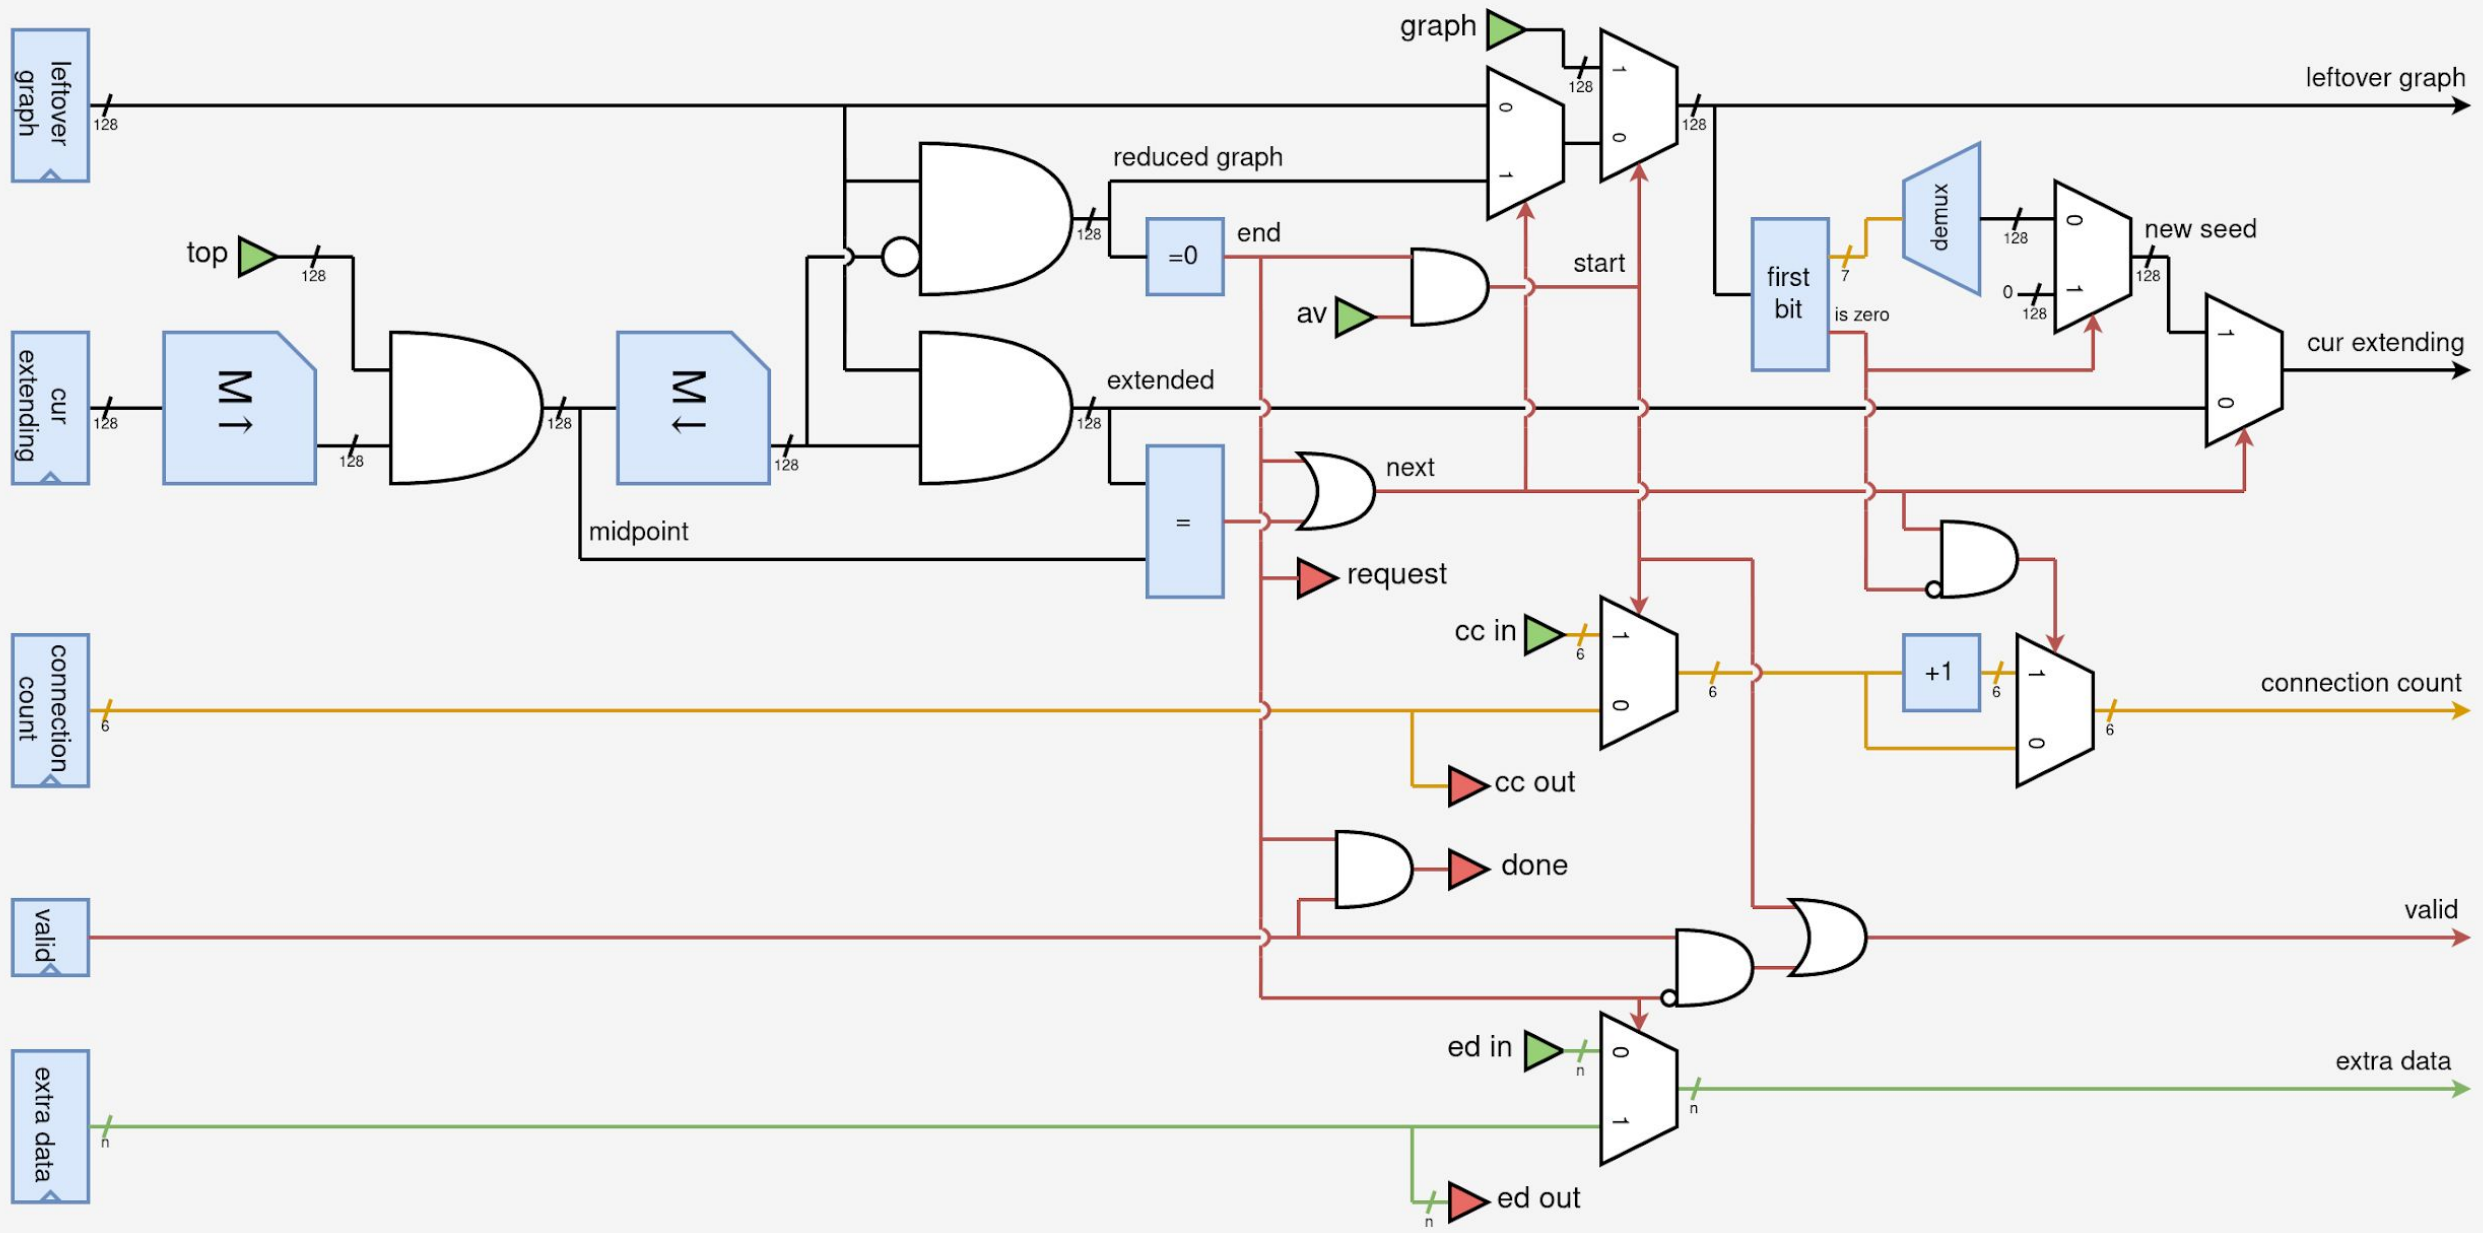 graph
leftover graph
leftover
graph
128
128
128
1
0
0
1
reduced graph
top
128
128
=0
end
start
av
first
bit
7
is zero
demux
128
0
128
0
1
new seed
128
1
0
cur extending
cur
extending
128
M↑
128
128
M↓
128
extended
128
midpoint
=
next
request
cc in
6
1
0
6
+1
6
1
0
6
connection count
connection
count
6
cc out
done
valid
valid
ed in
n
0
1
n
extra data
extra data
n
n
ed out